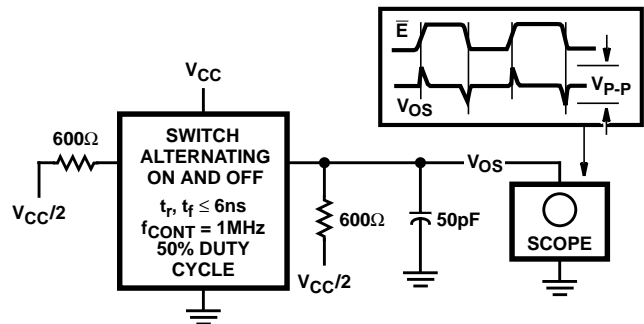 E̅
V_P-P
V_OS
V_CC
600Ω
V_CC/2
SWITCH
ALTERNATING
ON AND OFF
t_r, t_f ≤ 6ns
f_CONT = 1MHz
50% DUTY
CYCLE
600Ω
V_CC/2
50pF
V_OS
SCOPE